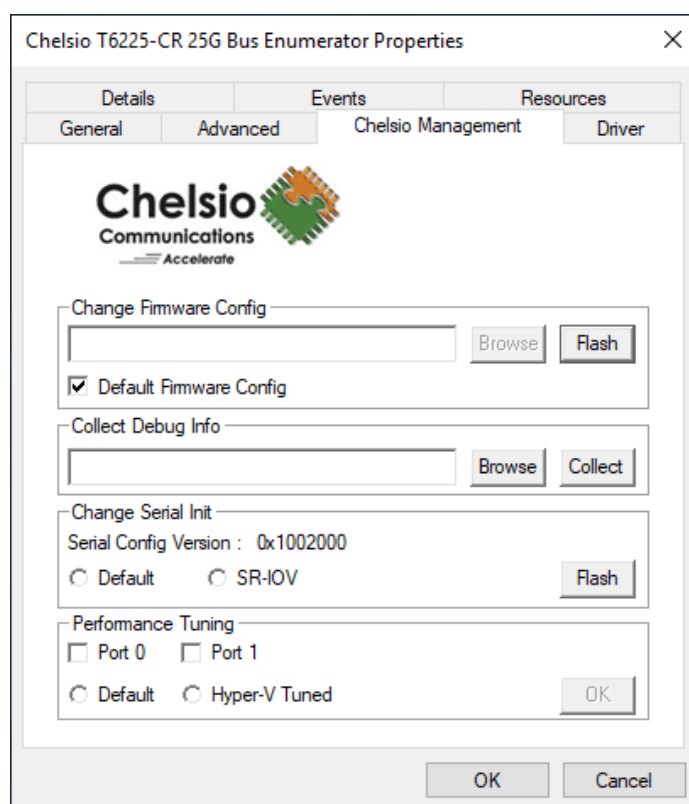 Chelsio T6225-CR 25G Bus Enumerator Properties
Details Events Resources
General Advanced Chelsio Management Driver
Chelsio
Communications
Accelerate
Change Firmware Config
Browse Flash
Default Firmware Config
Collect Debug Info
Browse Collect
Change Serial Init
Serial Config Version : 0x1002000
Default SR-IOV Flash
Performance Tuning
Port 0 Port 1
Default Hyper-V Tuned OK
OK Cancel